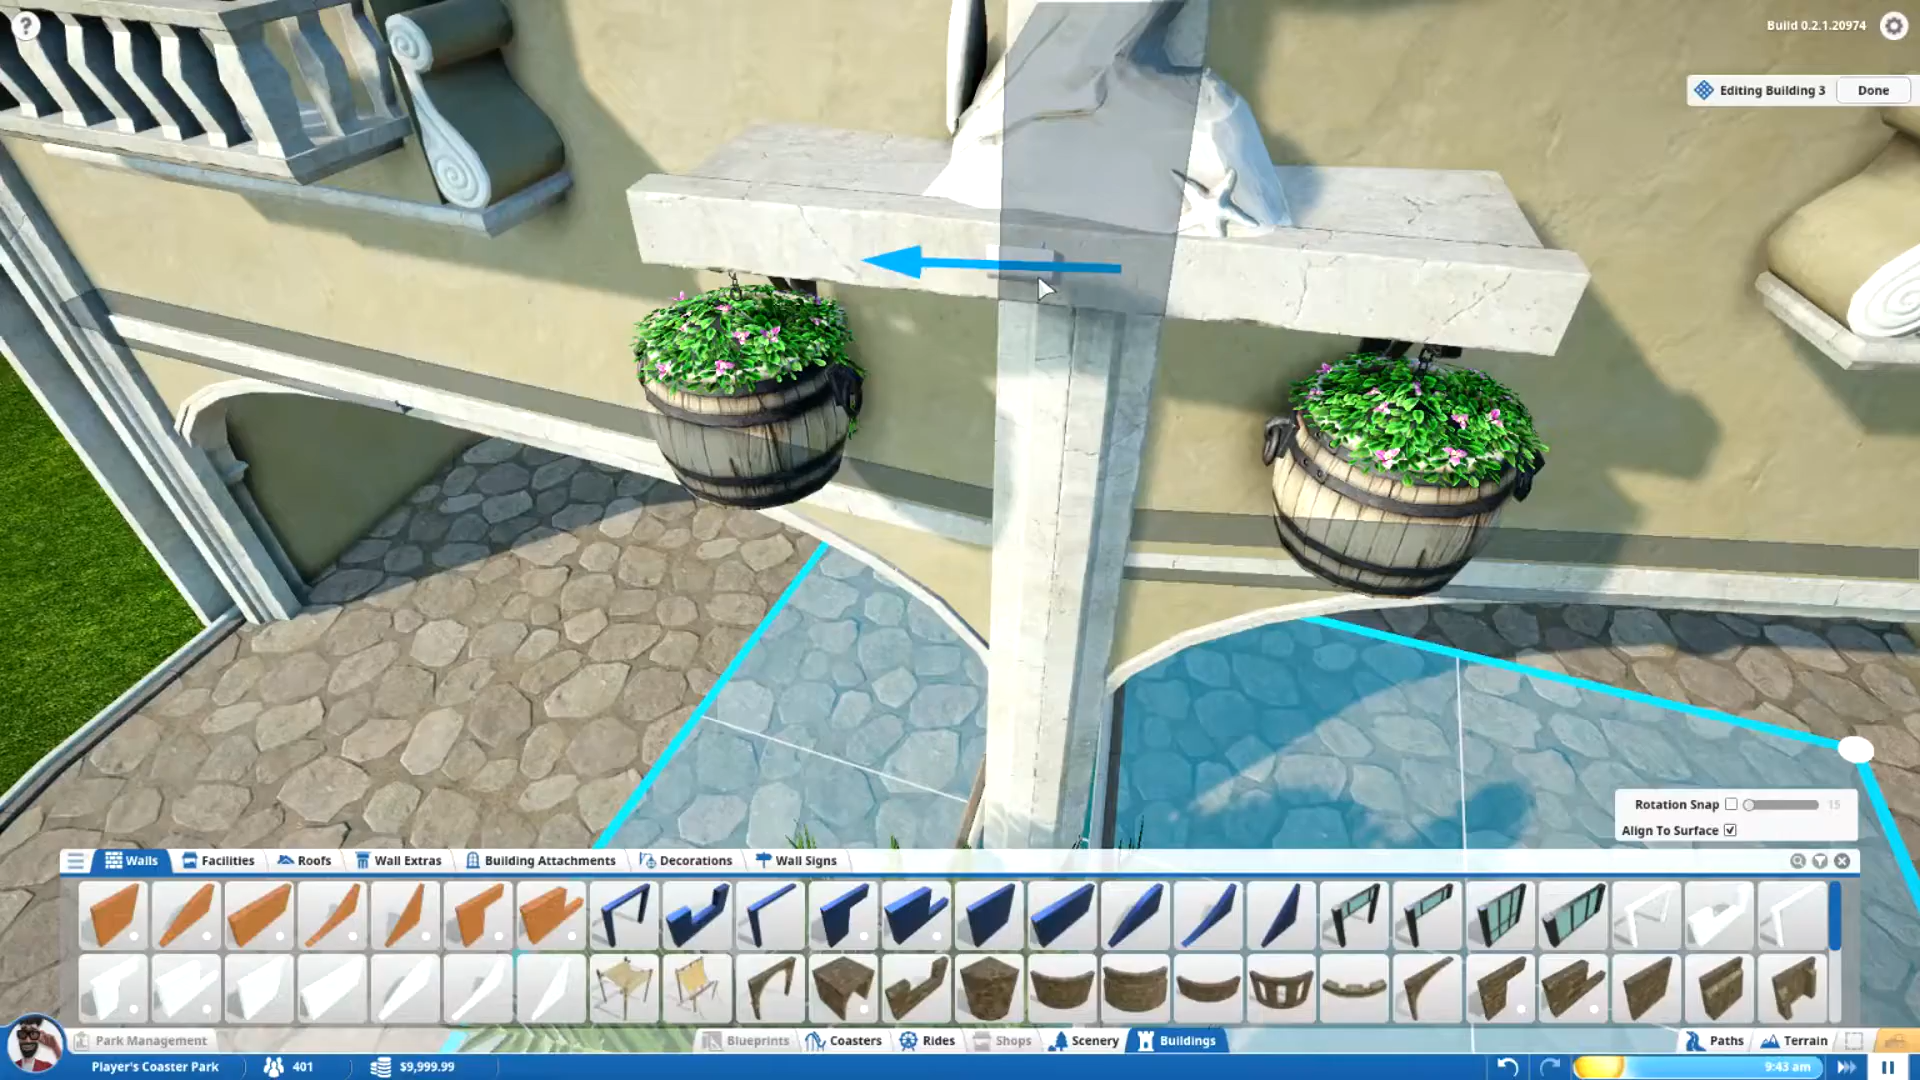 ?
Build 0.2.1.20974
Editing Building 3
Done
Rotation Snap
15
Align To Surface
Walls
Facilities
Roofs
Wall Extras
Building Attachments
Decorations
Wall Signs
Park Management
Blueprints
Coasters
Rides
Shops
Scenery
Buildings
Paths
Terrain
Player's Coaster Park
401
$9,999.99
9:43 am